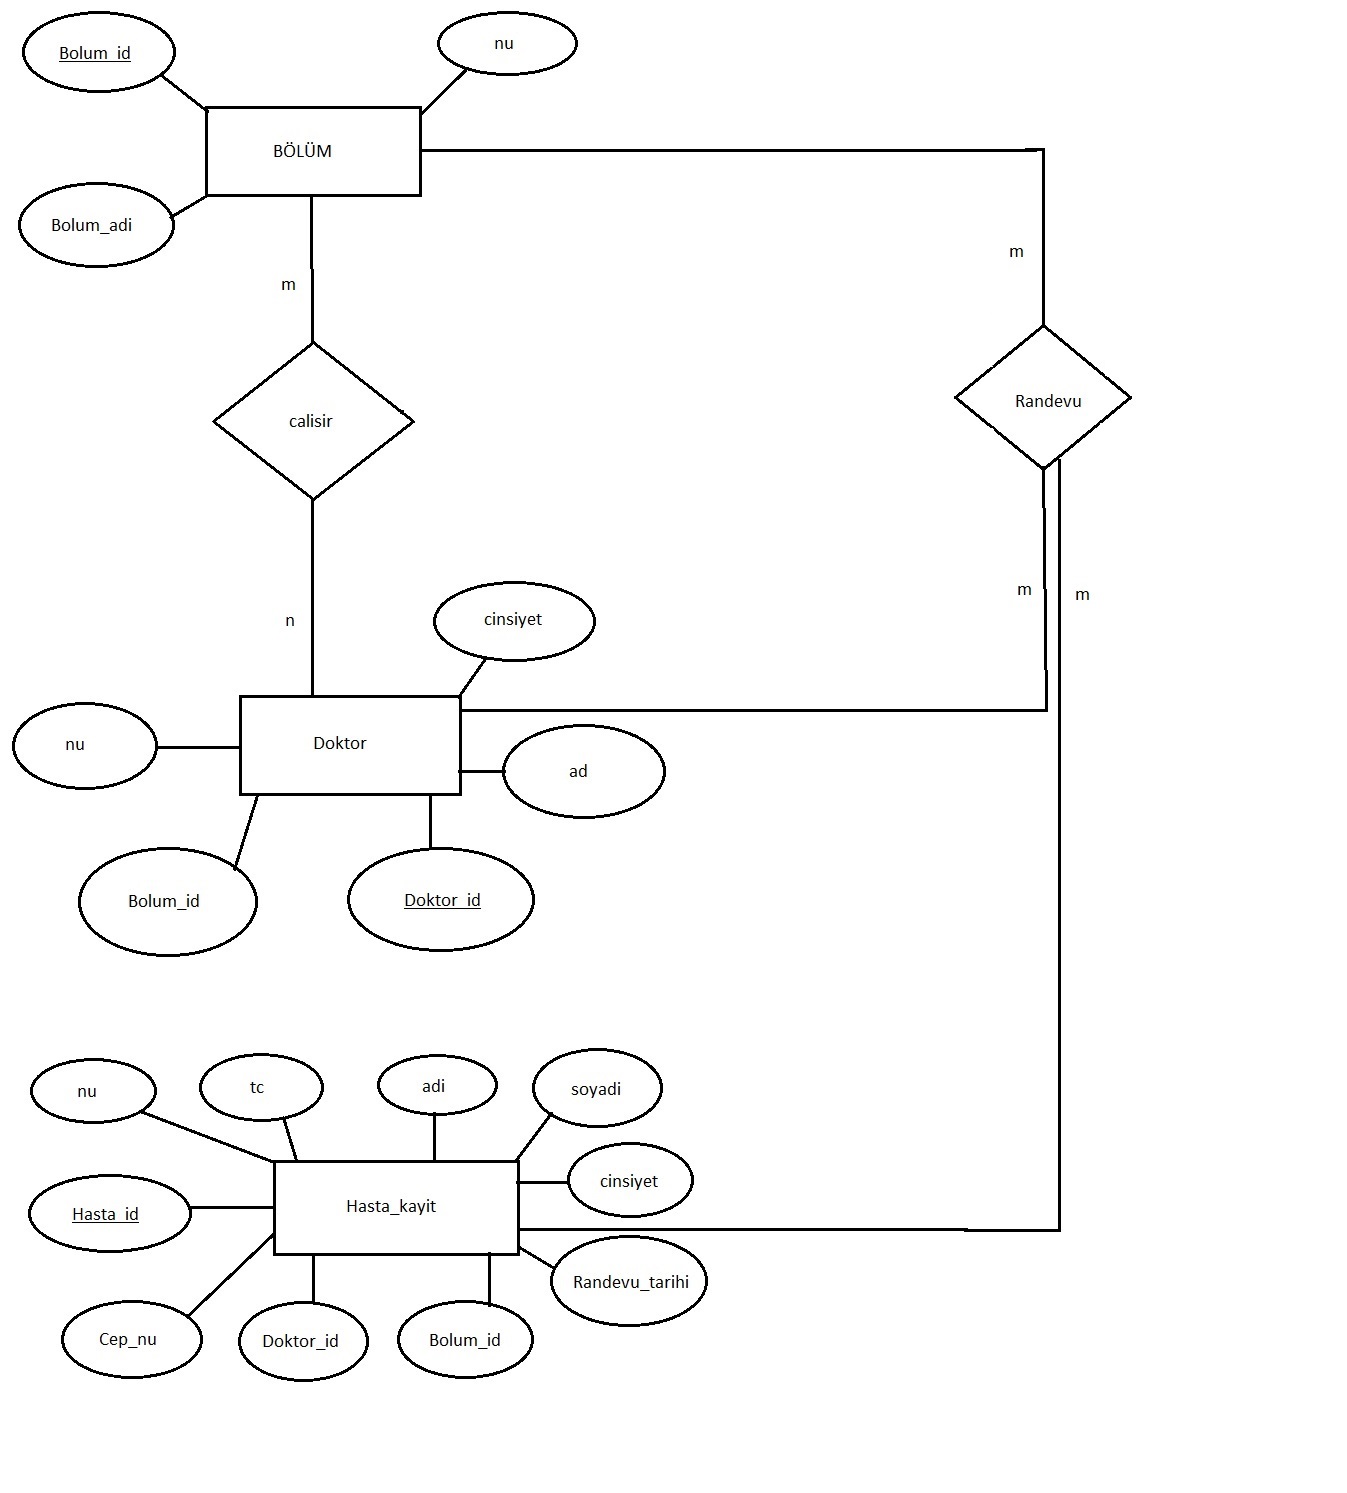 Bolum_id
nu
BÖLÜM
Bolum_adi
m
m
calisir
Randevu
n
m
m
cinsiyet
nu
Doktor
ad
Bolum_id
Doktor_id
nu
tc
adi
soyadi
cinsiyet
Hasta_id
Hasta_kayit
Randevu_tarihi
Cep_nu
Doktor_id
Bolum_id